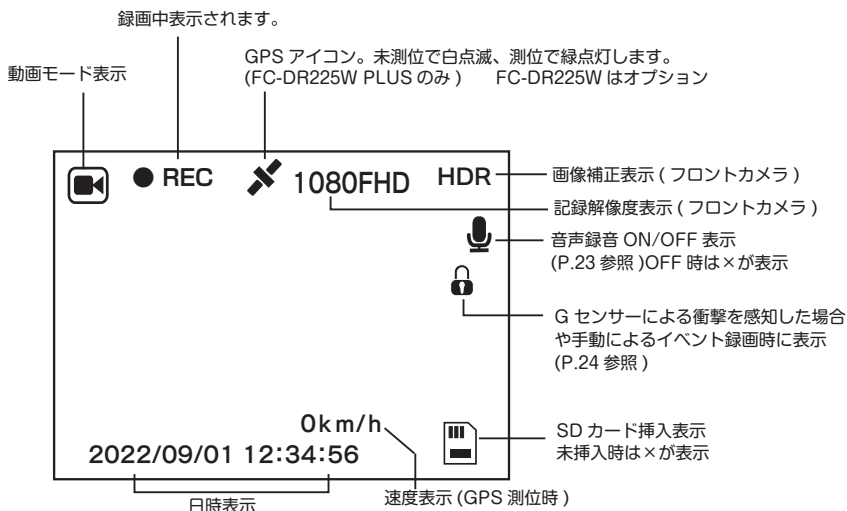 録画中表示されます。
GPS アイコン。未測位で白点滅、測位で緑点灯します。
(FC-DR225W PLUS のみ ) FC-DR225W はオプション
動画モード表示
● REC
1080FHD
HDR
画像補正表示 ( フロントカメラ )
記録解像度表示 ( フロントカメラ )
音声録音 ON/OFF 表示
(P.23 参照 )OFF 時は×が表示
G センサーによる衝撃を感知した場合
や手動によるイベント録画時に表示
(P.24 参照 )
0km/h
2022/09/01 12:34:56
SD カード挿入表示
未挿入時は×が表示
日時表示
速度表示 (GPS 測位時 )